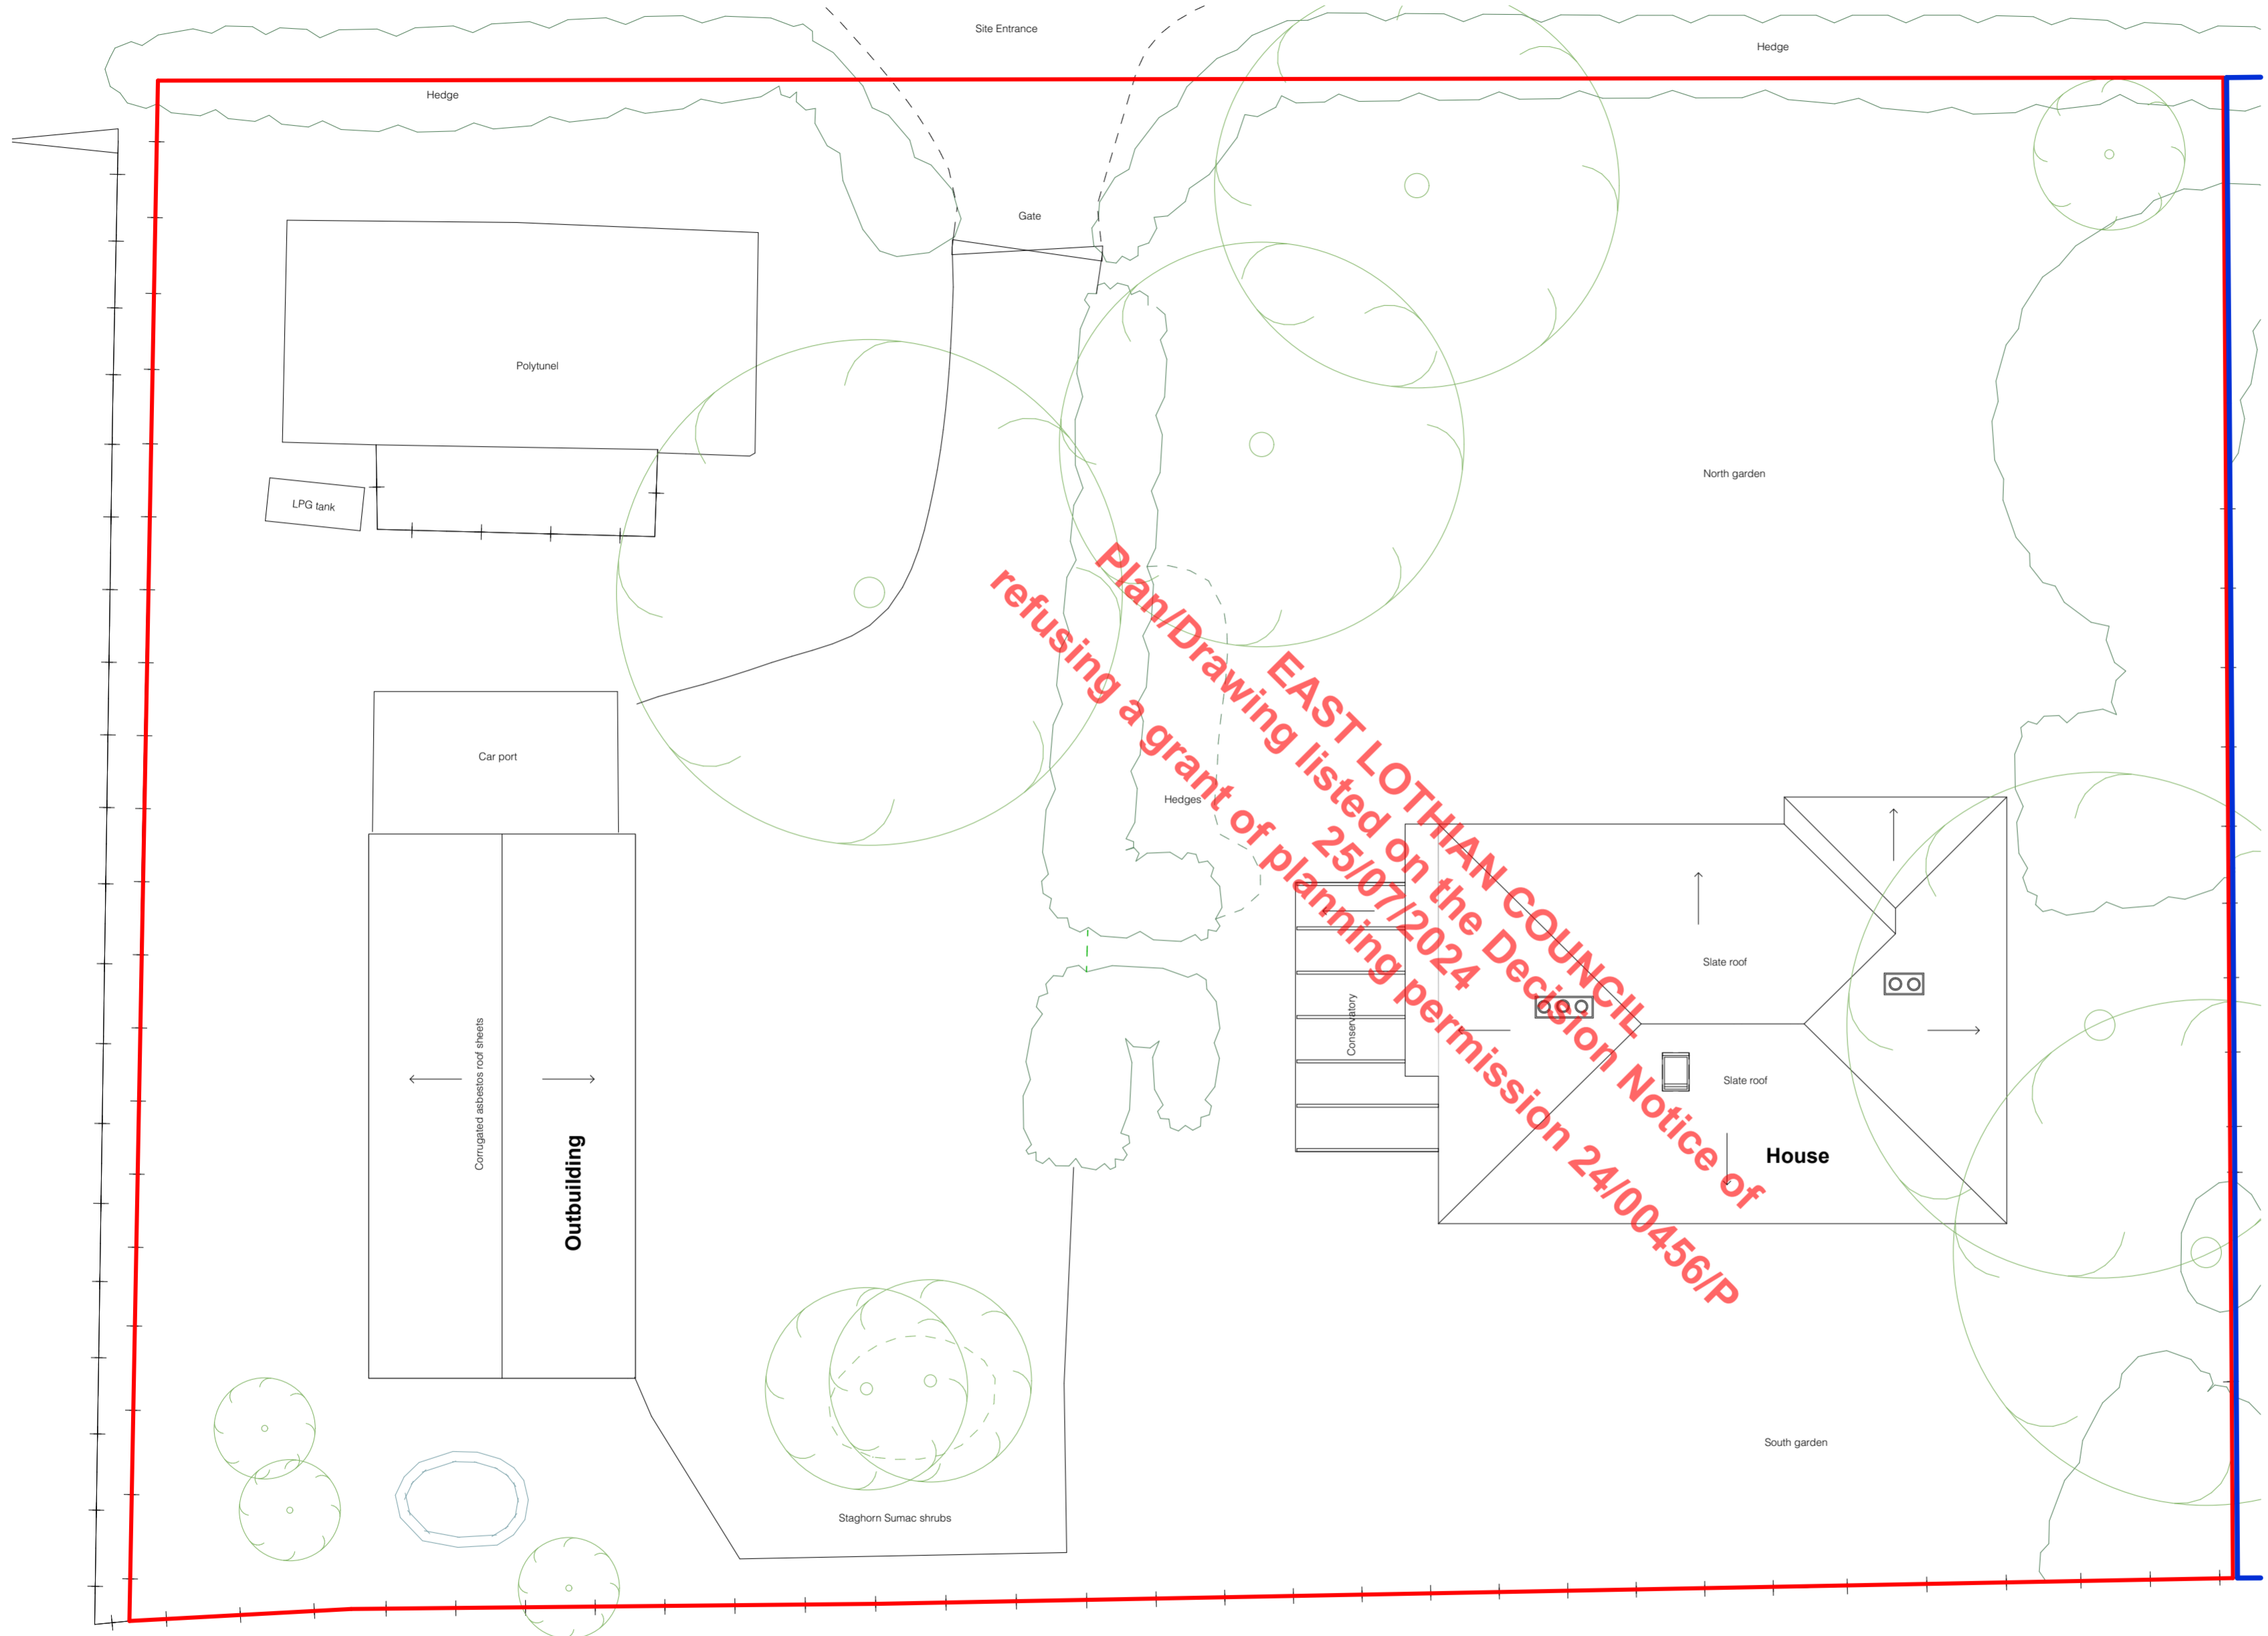 Site Entrance
Hedge
Hedge
Gate
Polytunel
North garden
LPG tank
Car port
Hedges
EAST LOTHIAN COUNCIL
Plan/Drawing listed on the Decision Notice of
25/07/2024
refusing a grant of planning permission 24/00456/P
Slate roof
Conservatory
Slate roof
House
Corrugated asbestos roof sheets
Outbuilding
South garden
Staghorn Sumac shrubs